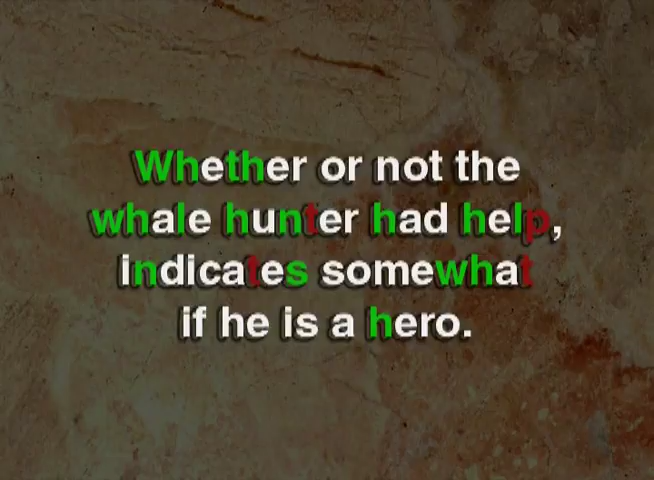 Whether or not the
whale hunter had help,
indicates somewhat
if he is a hero.